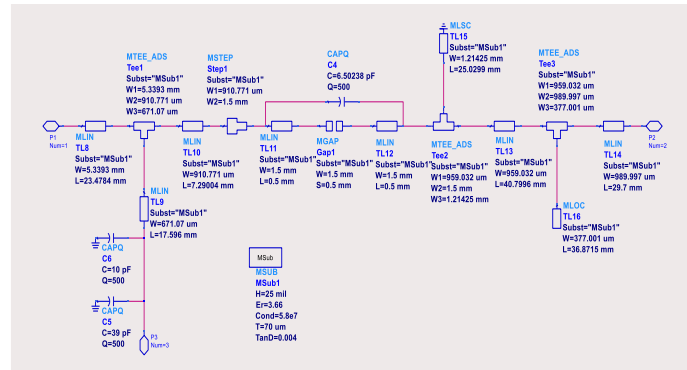 MLSC
TL15
Subst="MSub1"
W=1.21425 mm
L=25.0299 mm
MTEE_ADS
Tee1
Subst="MSub1"
W1=5.3393 mm
W2=910.771 um
W3=671.07 um
MSTEP
Step1
Subst="MSub1"
W1=910.771 um
W2=1.5 mm
CAPQ
C4
C=6.50238 pF
Q=500
MTEE_ADS
Tee3
Subst="MSub1"
W1=959.032 um
W2=989.997 um
W3=377.001 um
P1
Num=1
MLIN
TL8
Subst="MSub1"
W=5.3393 mm
L=23.4784 mm
MLIN
TL10
Subst="MSub1"
W=910.771 um
L=7.29004 mm
MLIN
TL11
Subst="MSub1"
W=1.5 mm
L=0.5 mm
MGAP
Gap1
Subst="MSub1"
W=1.5 mm
S=0.5 mm
MLIN
TL12
Subst="MSub1"
W=1.5 mm
L=0.5 mm
MTEE_ADS
Tee2
Subst="MSub1"
W1=959.032 um
W2=1.5 mm
W3=1.21425 mm
MLIN
TL13
Subst="MSub1"
W=959.032 um
L=40.7996 mm
MLIN
TL14
Subst="MSub1"
W=989.997 um
L=29.7 mm
P2
Num=2
MLIN
TL9
Subst="MSub1"
W=671.07 um
L=17.596 mm
MLOC
TL16
Subst="MSub1"
W=377.001 um
L=36.8715 mm
CAPQ
C6
C=10 pF
Q=500
CAPQ
C5
C=39 pF
Q=500
P3
Num=3
MSub
MSUB
MSub1
H=25 mil
Er=3.66
Cond=5.8e7
T=70 um
TanD=0.004